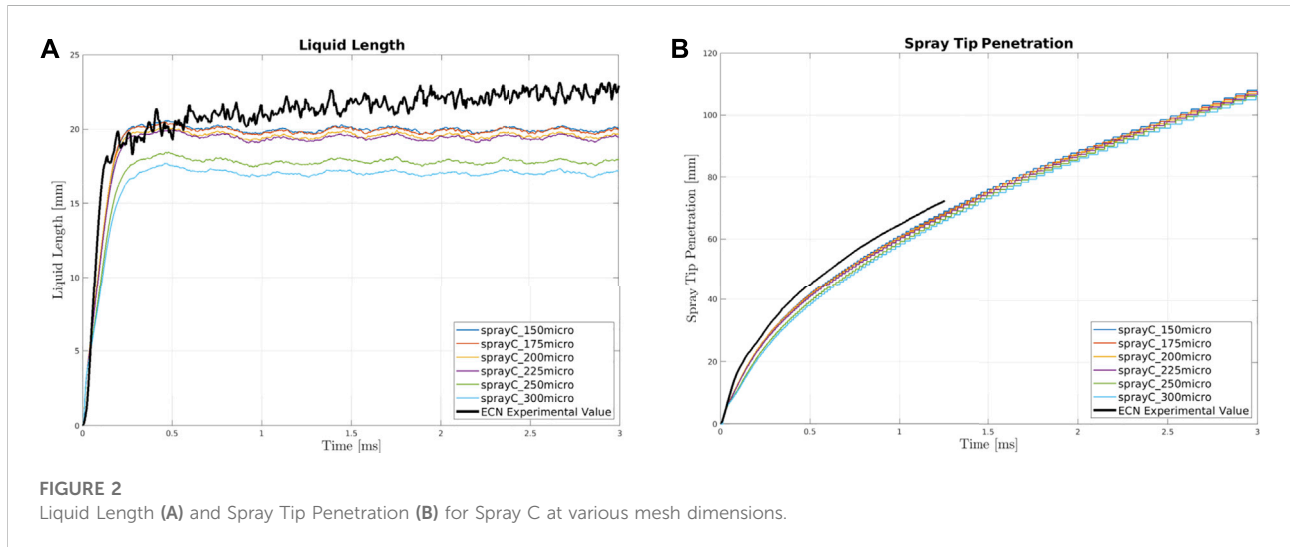 A
Liquid Length
25
20
15
10
5
0
Liquid Length [mm]
sprayC_150micro
sprayC_175micro
sprayC_200micro
sprayC_225micro
sprayC_250micro
sprayC_300micro
ECN Experimental Value
0
0.5
1
1.5
2
2.5
3
Time [ms]
B
Spray Tip Penetration
120
100
80
60
40
20
0
Spray Tip Penetration [mm]
sprayC_150micro
sprayC_175micro
sprayC_200micro
sprayC_225micro
sprayC_250micro
sprayC_300micro
ECN Experimental Value
0
0.5
1
1.5
2
2.5
3
Time [ms]
FIGURE 2
Liquid Length (A) and Spray Tip Penetration (B) for Spray C at various mesh dimensions.